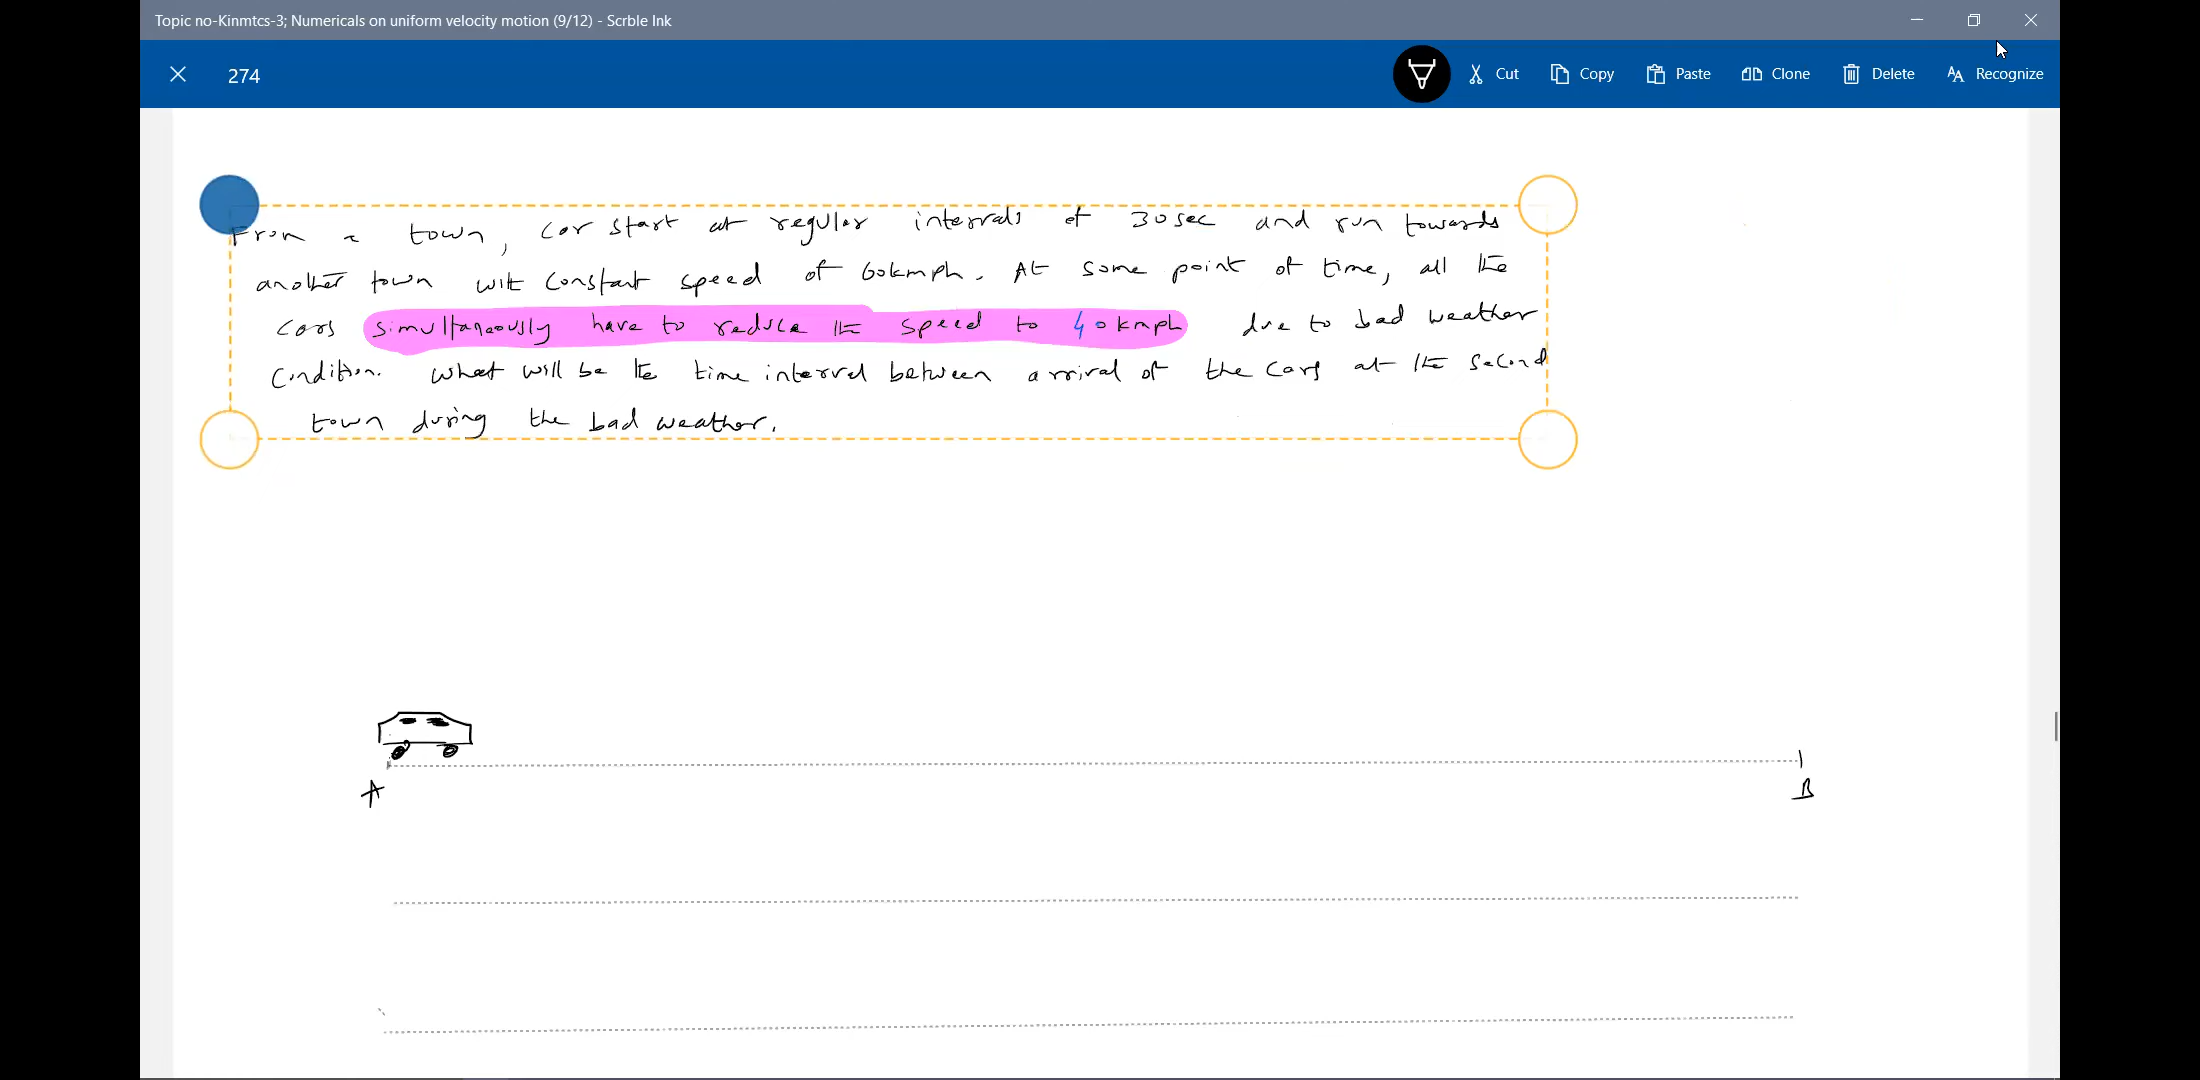 Topic no-Kinmtcs-3; Numericals on uniform velocity motion (9/12) - Scrble Ink
274 Cut Copy Paste Clone Delete Recognize
From a town, Car start at regular intervals of 30sec and run towards
another town with constant speed of 60kmph. At some point of time, all the
cars simultaneously have to reduce the speed to 40kmph due to bad weather
Condition. What will be the time interval between arrival of the cars at the second
town during the bad weather.
A B